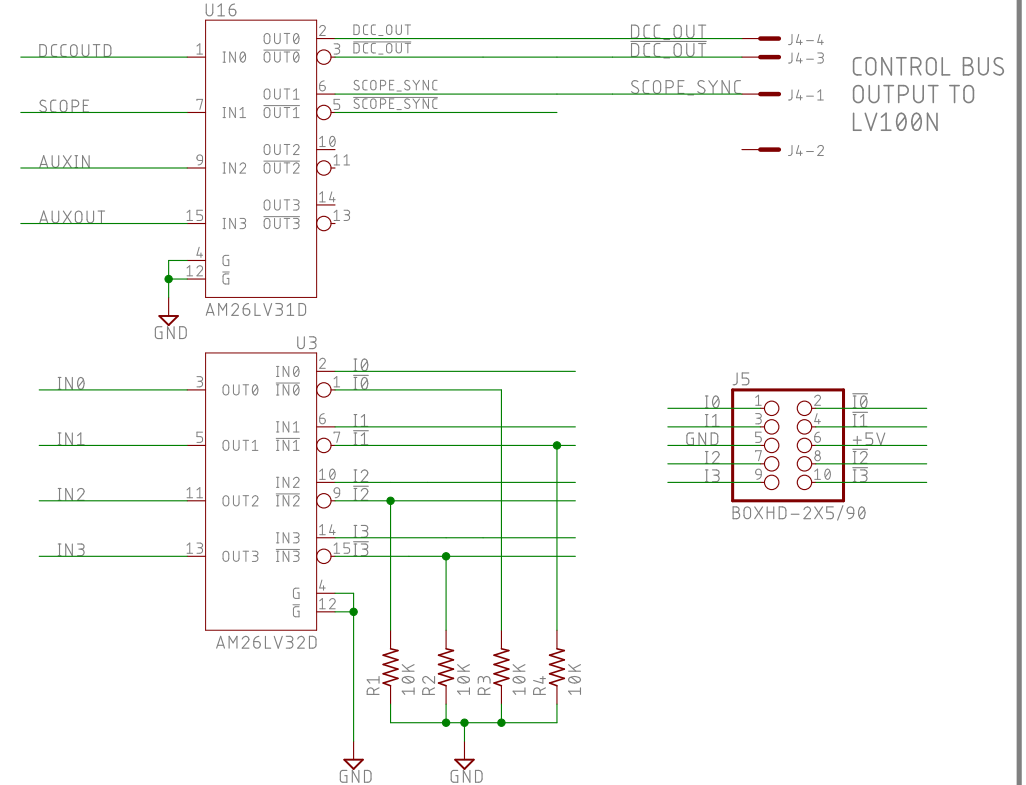 U16
DCCOUTD 1 IN0 OUT0 2 DCC_OUT DCC_OUT J4-4
OUT0 3 DCC_OUT DCC_OUT J4-3
SCOPE 7 IN1 OUT1 6 SCOPE_SYNC SCOPE_SYNC J4-1
OUT1 5 SCOPE_SYNC
CONTROL BUS
OUTPUT TO
LV100N
AUXIN 9 IN2 OUT2 10 J4-2
OUT2 11
AUXOUT 15 IN3 OUT3 14
OUT3 13
4 G
12 G
AM26LV31D
GND
U3
IN0 3 OUT0 IN0 2 I0
IN0 1 I0
IN1 5 OUT1 IN1 6 I1
IN1 7 I1
IN2 11 OUT2 IN2 10 I2
IN2 9 I2
IN3 13 OUT3 IN3 14 I3
IN3 15 I3
G 4
G 12
AM26LV32D
R1 10K R2 10K R3 10K R4 10K
GND GND
J5
I0 1 2 I0
I1 3 4 I1
GND 5 6 +5V
I2 7 8 I2
I3 9 10 I3
BOXHD-2X5/90